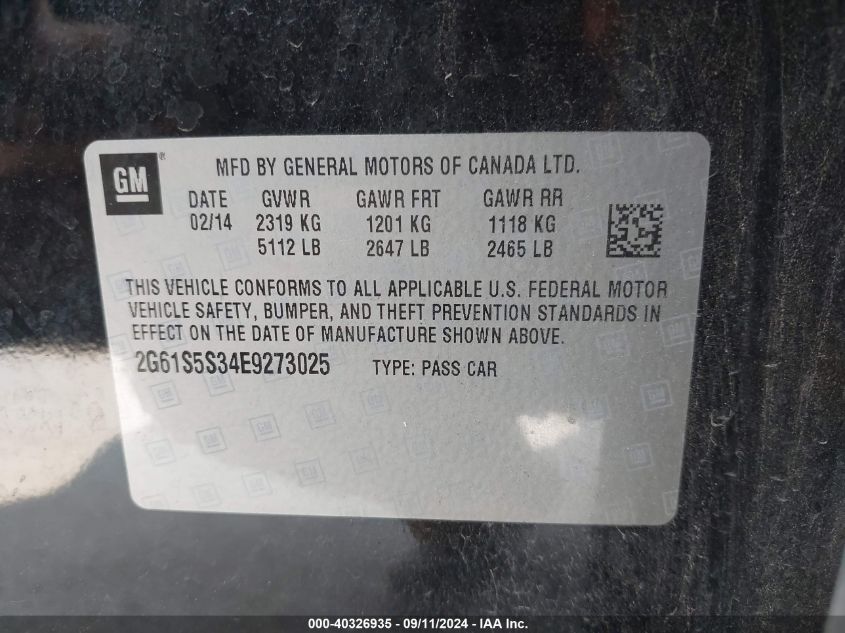 GM ® MFD BY GENERAL MOTORS OF CANADA LTD.
DATE GVWR GAWR FRT GAWR RR
02/14 2319 KG 1201 KG 1118 KG
5112 LB 2647 LB 2465 LB
THIS VEHICLE CONFORMS TO ALL APPLICABLE U.S. FEDERAL MOTOR
VEHICLE SAFETY, BUMPER, AND THEFT PREVENTION STANDARDS IN
EFFECT ON THE DATE OF MANUFACTURE SHOWN ABOVE.
2G61S5S34E9273025 TYPE: PASS CAR
000-40326935 - 09/11/2024 - IAA Inc.